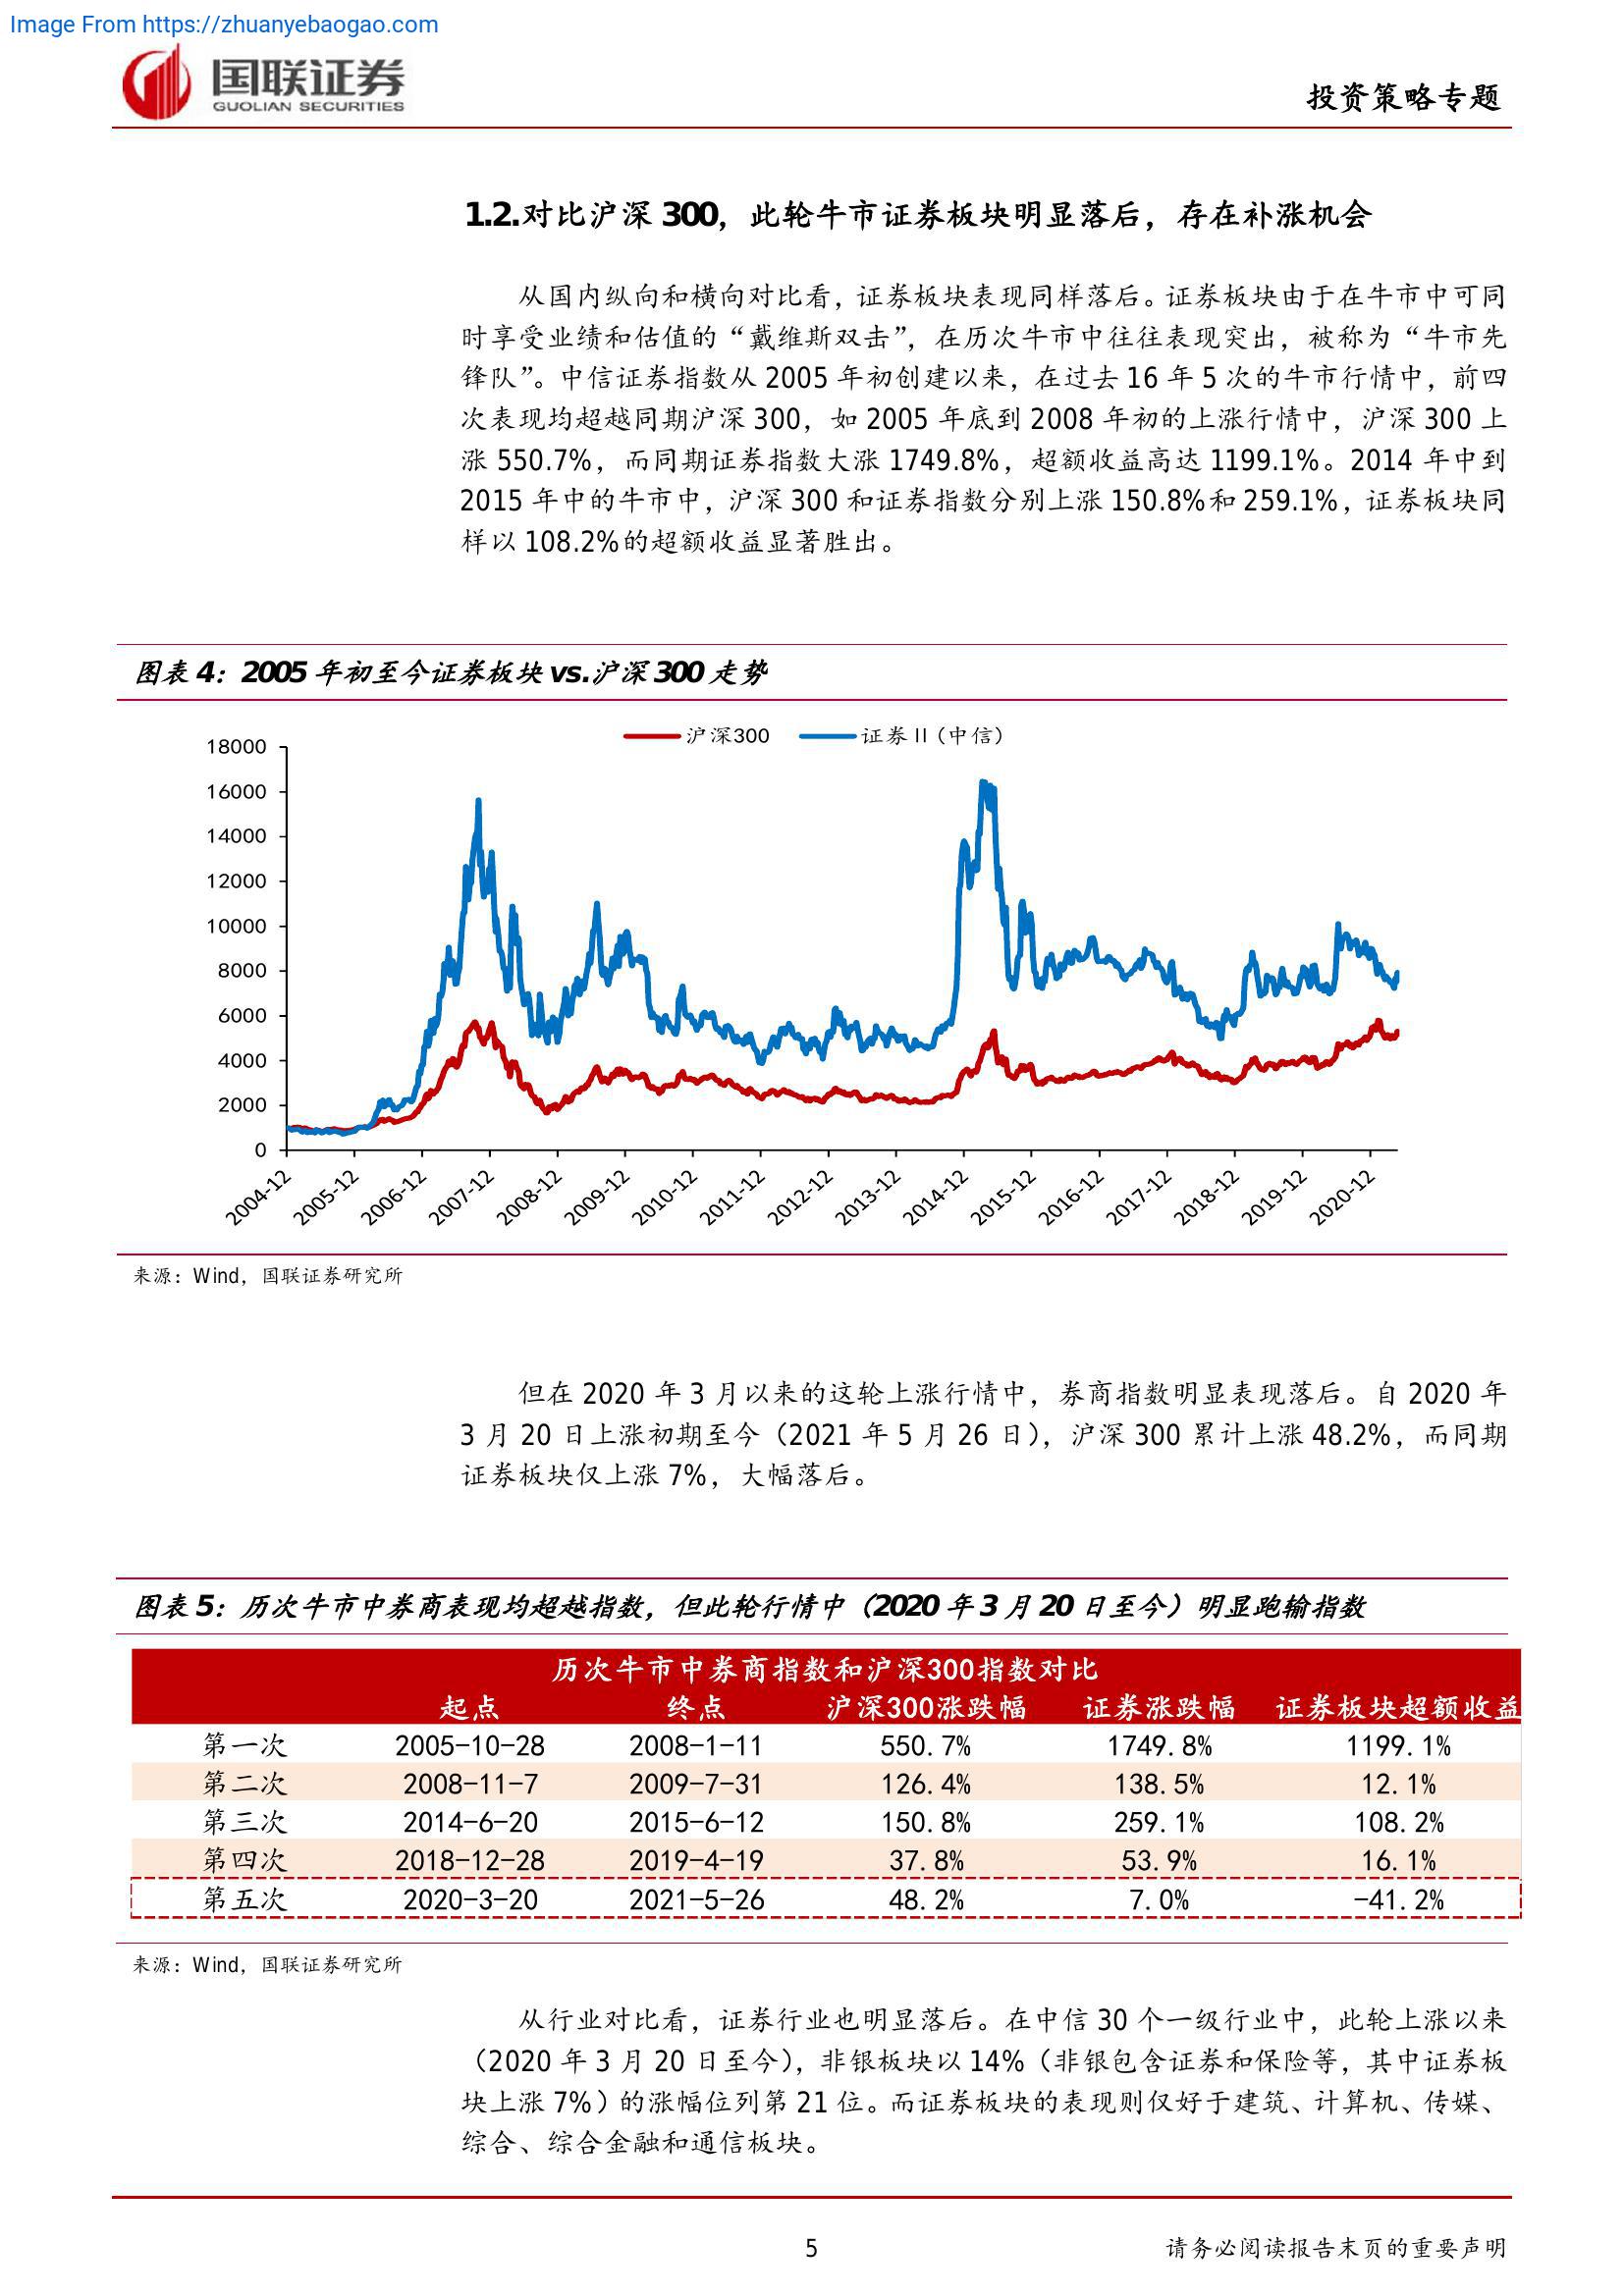 Image From https://zhuanyebaogao.com
国联证券
GUOLIAN SECURITIES
投资策略专题
1.2.对比沪深 300，此轮牛市证券板块明显落后，存在补涨机会
从国内纵向和横向对比看，证券板块表现同样落后。证券板块由于在牛市中可同
时享受业绩和估值的“戴维斯双击”，在历次牛市中往往表现突出，被称为“牛市先
锋队”。中信证券指数从 2005 年初创建以来，在过去 16 年 5 次的牛市行情中，前四
次表现均超越同期沪深 300，如 2005 年底到 2008 年初的上涨行情中，沪深 300 上
涨 550.7%，而同期证券指数大涨 1749.8%，超额收益高达 1199.1%。2014 年中到
2015 年中的牛市中，沪深 300 和证券指数分别上涨 150.8%和 259.1%，证券板块同
样以 108.2%的超额收益显著胜出。
图表 4：2005 年初至今证券板块 vs.沪深 300 走势
沪深300 证券Ⅱ(中信)
18000
16000
14000
12000
10000
8000
6000
4000
2000
0
2004-12 2005-12 2006-12 2007-12 2008-12 2009-12 2010-12 2011-12 2012-12 2013-12 2014-12 2015-12 2016-12 2017-12 2018-12 2019-12 2020-12
来源：Wind，国联证券研究所
但在 2020 年 3 月以来的这轮上涨行情中，券商指数明显表现落后。自 2020 年
3 月 20 日上涨初期至今（2021 年 5 月 26 日），沪深 300 累计上涨 48.2%，而同期
证券板块仅上涨 7%，大幅落后。
图表 5：历次牛市中券商表现均超越指数，但此轮行情中（2020 年 3 月 20 日至今）明显跑输指数
历次牛市中券商指数和沪深300指数对比
起点 终点 沪深300涨跌幅 证券涨跌幅 证券板块超额收益
第一次 2005-10-28 2008-1-11 550.7% 1749.8% 1199.1%
第二次 2008-11-7 2009-7-31 126.4% 138.5% 12.1%
第三次 2014-6-20 2015-6-12 150.8% 259.1% 108.2%
第四次 2018-12-28 2019-4-19 37.8% 53.9% 16.1%
第五次 2020-3-20 2021-5-26 48.2% 7.0% -41.2%
来源：Wind，国联证券研究所
从行业对比看，证券行业也明显落后。在中信 30 个一级行业中，此轮上涨以来
（2020 年 3 月 20 日至今），非银板块以 14%（非银包含证券和保险等，其中证券板
块上涨 7%）的涨幅位列第 21 位。而证券板块的表现则仅好于建筑、计算机、传媒、
综合、综合金融和通信板块。
5
请务必阅读报告末页的重要声明